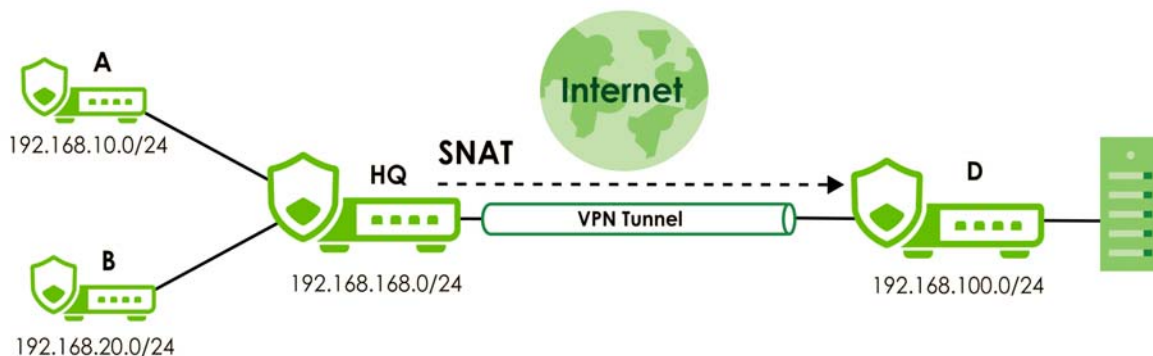 A
192.168.10.0/24
B
192.168.20.0/24
HQ
192.168.168.0/24
SNAT
Internet
VPN Tunnel
D
192.168.100.0/24